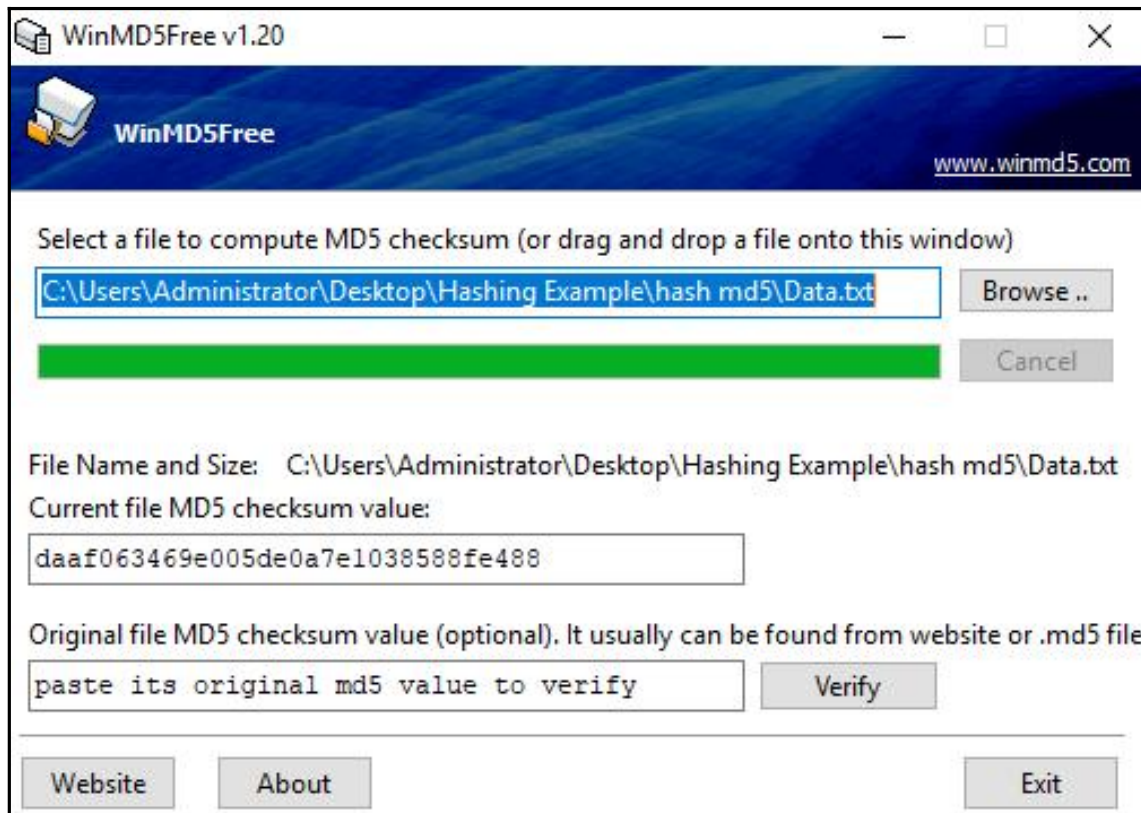 WinMD5Free v1.20
WinMD5Free
www.winmd5.com
Select a file to compute MD5 checksum (or drag and drop a file onto this window)
C:\Users\Administrator\Desktop\Hashing Example\hash md5\Data.txt
Browse ..
Cancel
File Name and Size: C:\Users\Administrator\Desktop\Hashing Example\hash md5\Data.txt
Current file MD5 checksum value:
daaf063469e005de0a7e1038588fe488
Original file MD5 checksum value (optional). It usually can be found from website or .md5 file
paste its original md5 value to verify
Verify
Website
About
Exit